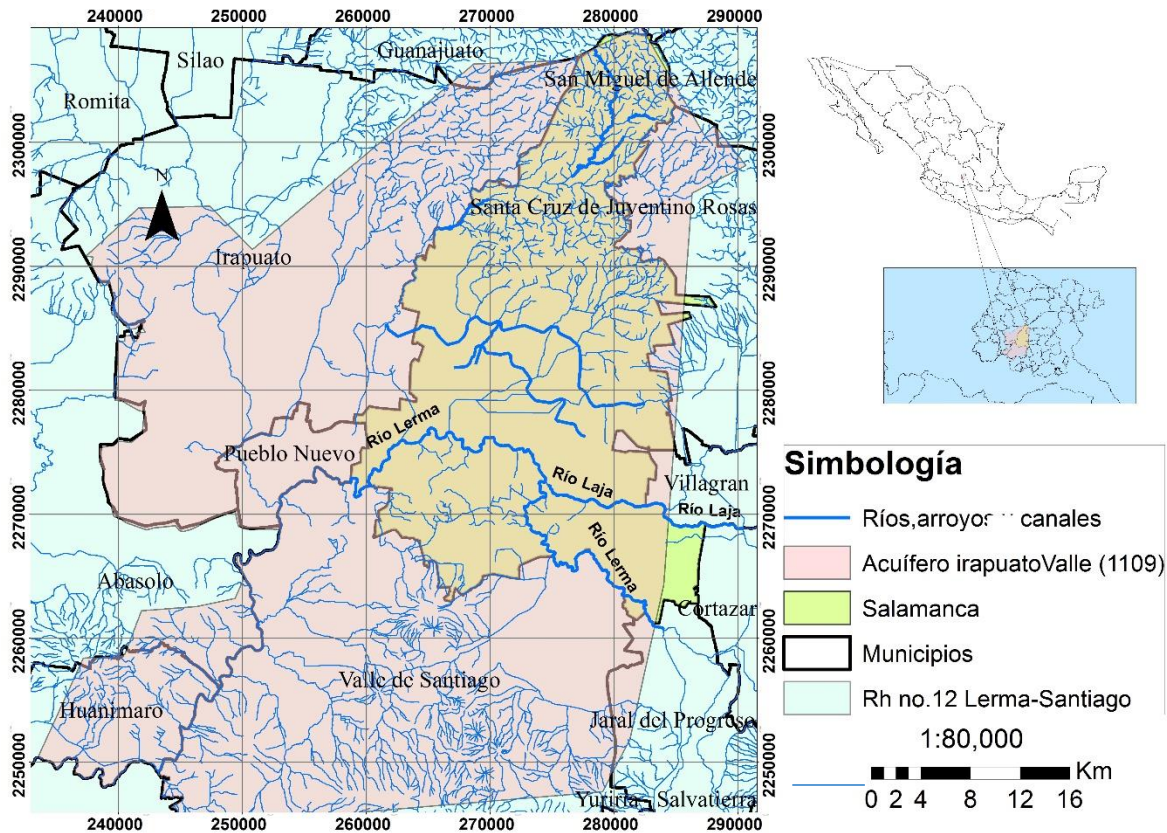 240000 250000 260000 270000 280000 290000
Guanajuato
Silao
San Miguel de Allende
Romita
2300000 2300000
N
Santa Cruz de Juventino Rosas
Irapuato
2290000 2290000
2280000 2280000
Río Lerma
Pueblo Nuevo
Río Laja
Villagran
Río Laja
2270000 2270000
Río Lerma
Abasolo
Cortazar
2260000 2260000
Valle de Santiago
Huanimaro
Jaral del Progreso
2250000 2250000
Yuriria Salvatierra
240000 250000 260000 270000 280000 290000
Simbología
Ríos,arroyos canales
Acuífero irapuatoValle (1109)
Salamanca
Municipios
Rh no.12 Lerma-Santiago
1:80,000
Km
0 2 4 8 12 16